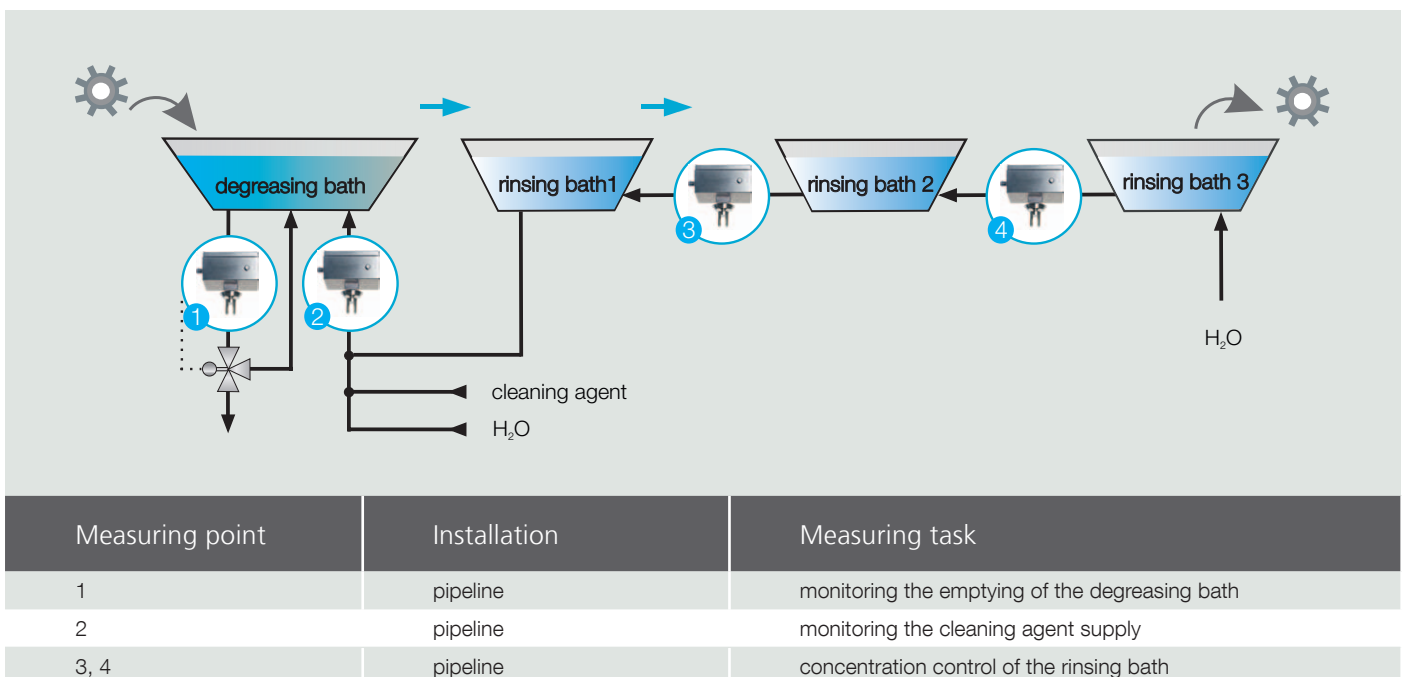 degreasing bath
rinsing bath1
rinsing bath 2
rinsing bath 3
1
2
3
4
H₂O
cleaning agent
H₂O
Measuring point Installation Measuring task
1 pipeline monitoring the emptying of the degreasing bath
2 pipeline monitoring the cleaning agent supply
3, 4 pipeline concentration control of the rinsing bath